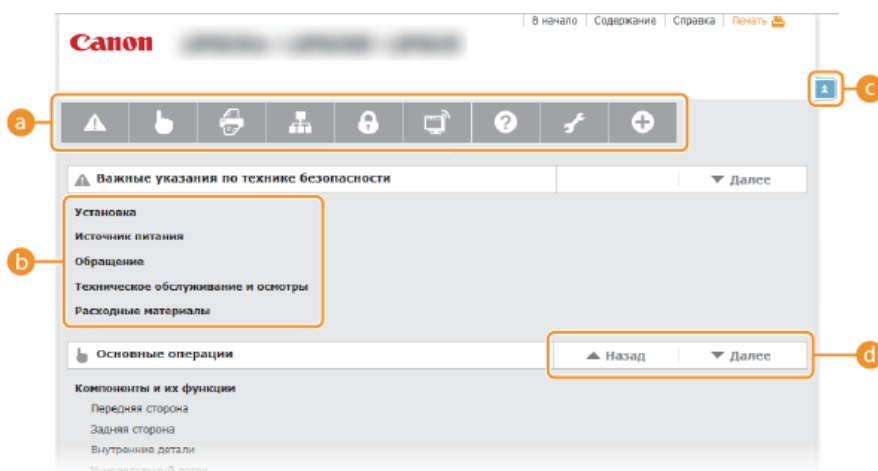 В начало | Содержание | Справка | Печать
Canon
c
a
Важные указания по технике безопасности
Далее
Установка
Источник питания
b
Обращение
Техническое обслуживание и осмотры
Расходные материалы
Основные операции
Назад
Далее
d
Компоненты и их функции
Передняя сторона
Задняя сторона
Внутренние детали